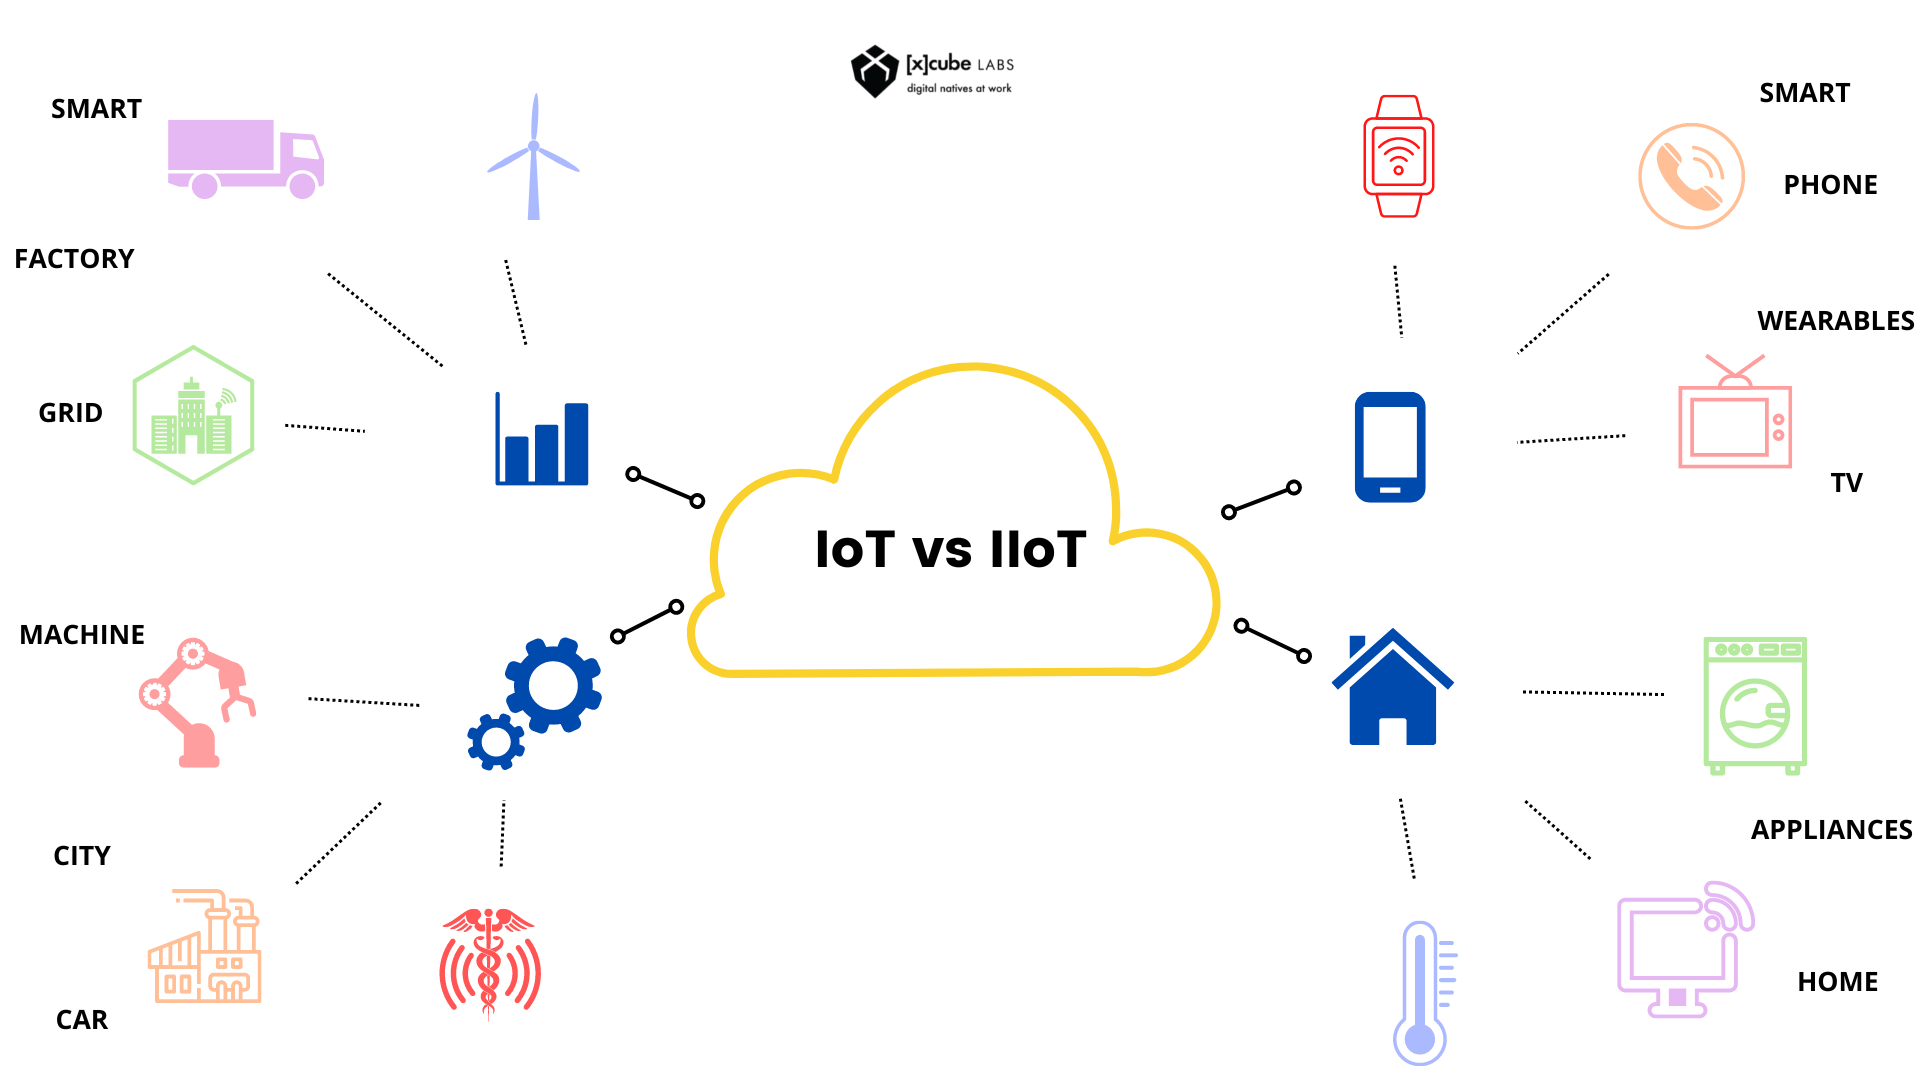 [x]cube LABS
digital natives at work
SMART
FACTORY
GRID
MACHINE
CITY
CAR
IoT vs IIoT
SMART
PHONE
WEARABLES
TV
APPLIANCES
HOME